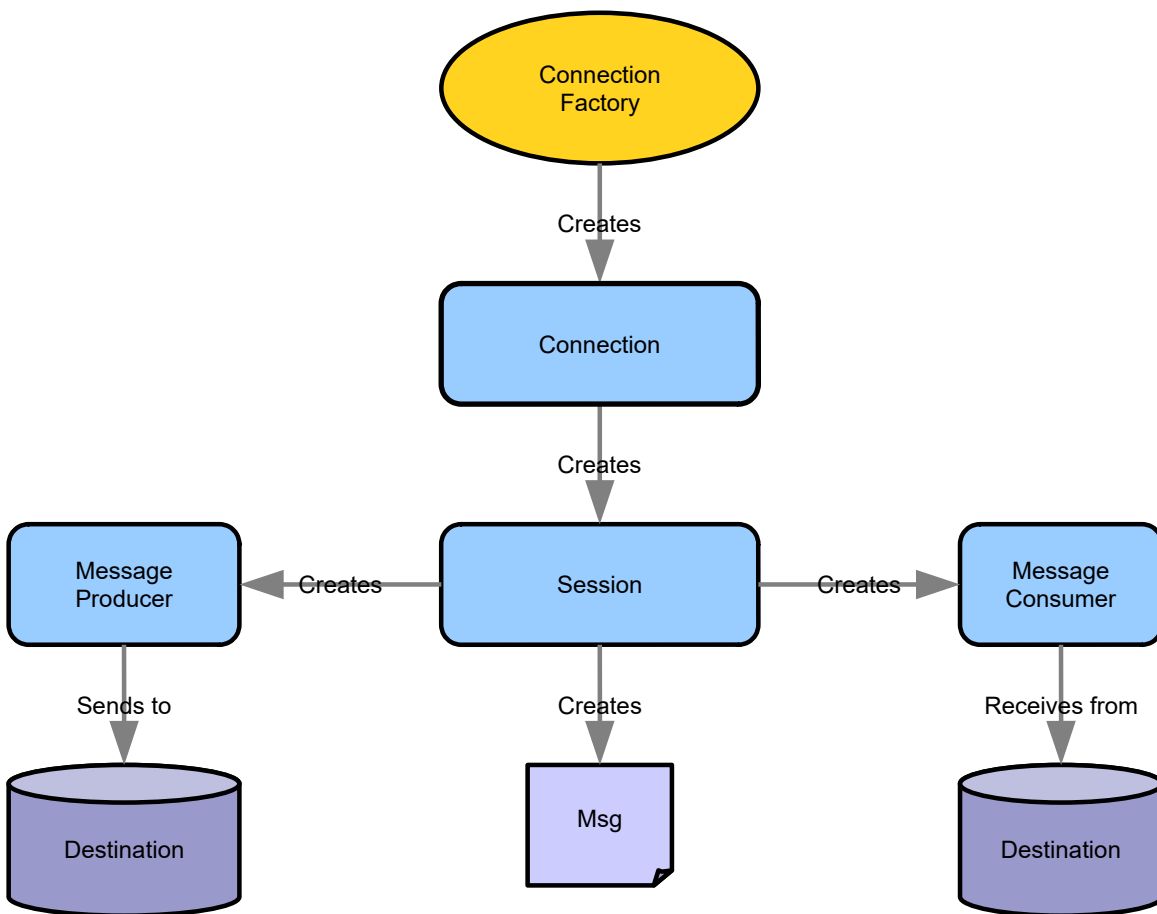 Connection
Factory
Creates
Connection
Creates
Message
Producer
Creates
Session
Creates
Message
Consumer
Sends to
Creates
Receives from
Destination
Msg
Destination